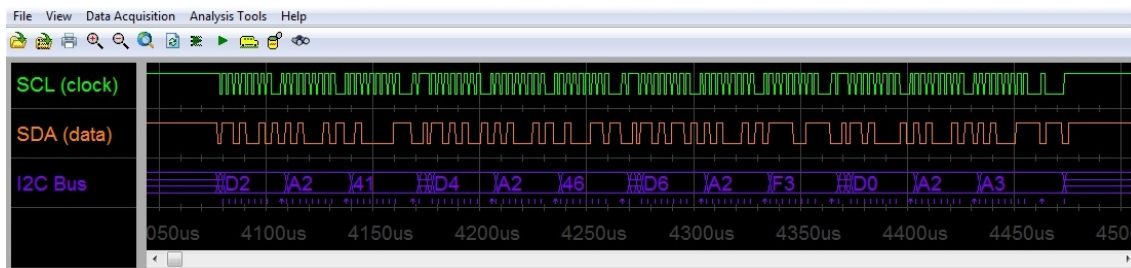 File View Data Acquisition Analysis Tools Help
SCL (clock)
SDA (data)
I2C Bus D2 A2 41 D4 A2 46 D6 A2 F3 D0 A2 A3
050us 4100us 4150us 4200us 4250us 4300us 4350us 4400us 4450us 450